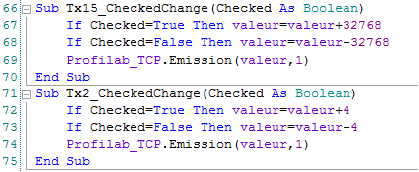 66 Sub Tx15_CheckedChange(Checked As Boolean)
67 If Checked=True Then valeur=valeur+32768
68 If Checked=False Then valeur=valeur-32768
69 Profilab_TCP.Emission(valeur,1)
70 End Sub
71 Sub Tx2_CheckedChange(Checked As Boolean)
72 If Checked=True Then valeur=valeur+4
73 If Checked=False Then valeur=valeur-4
74 Profilab_TCP.Emission(valeur,1)
75 End Sub